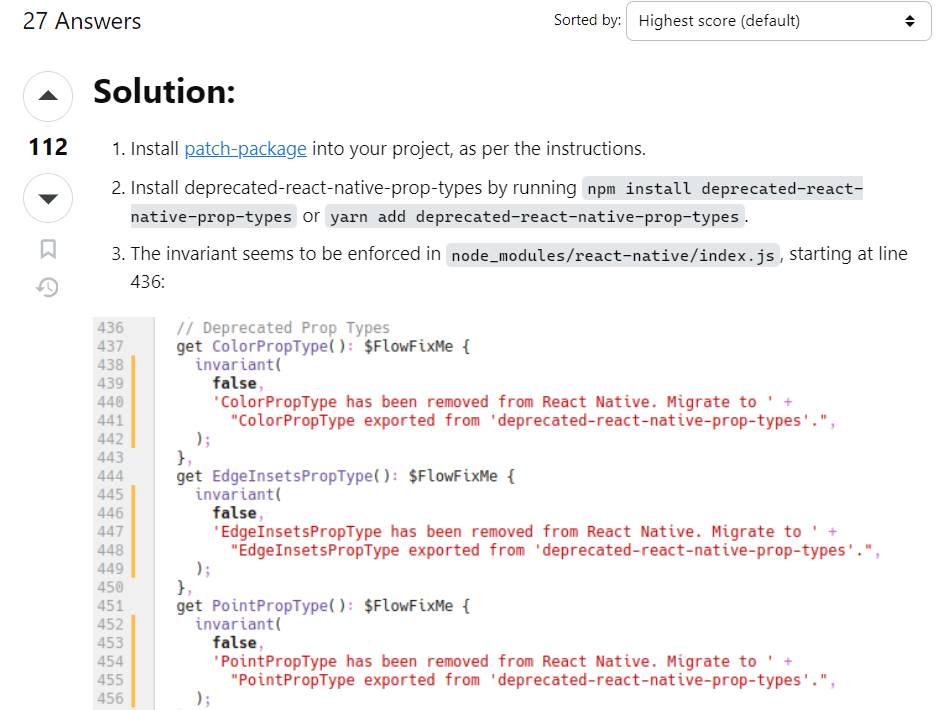 27 Answers
Sorted by: Highest score (default)
Solution:
112
1. Install patch-package into your project, as per the instructions.
2. Install deprecated-react-native-prop-types by running npm install deprecated-react-
native-prop-types or yarn add deprecated-react-native-prop-types.
3. The invariant seems to be enforced in node_modules/react-native/index.js, starting at line
436:
436 // Deprecated Prop Types
437 get ColorPropType(): $FlowFixMe {
438 invariant(
439 false,
440 'ColorPropType has been removed from React Native. Migrate to ' +
441 "ColorPropType exported from 'deprecated-react-native-prop-types'.",
442 );
443 },
444 get EdgeInsetsPropType(): $FlowFixMe {
445 invariant(
446 false,
447 'EdgeInsetsPropType has been removed from React Native. Migrate to ' +
448 "EdgeInsetsPropType exported from 'deprecated-react-native-prop-types'.",
449 );
450 },
451 get PointPropType(): $FlowFixMe {
452 invariant(
453 false,
454 'PointPropType has been removed from React Native. Migrate to ' +
455 "PointPropType exported from 'deprecated-react-native-prop-types'.",
456 );